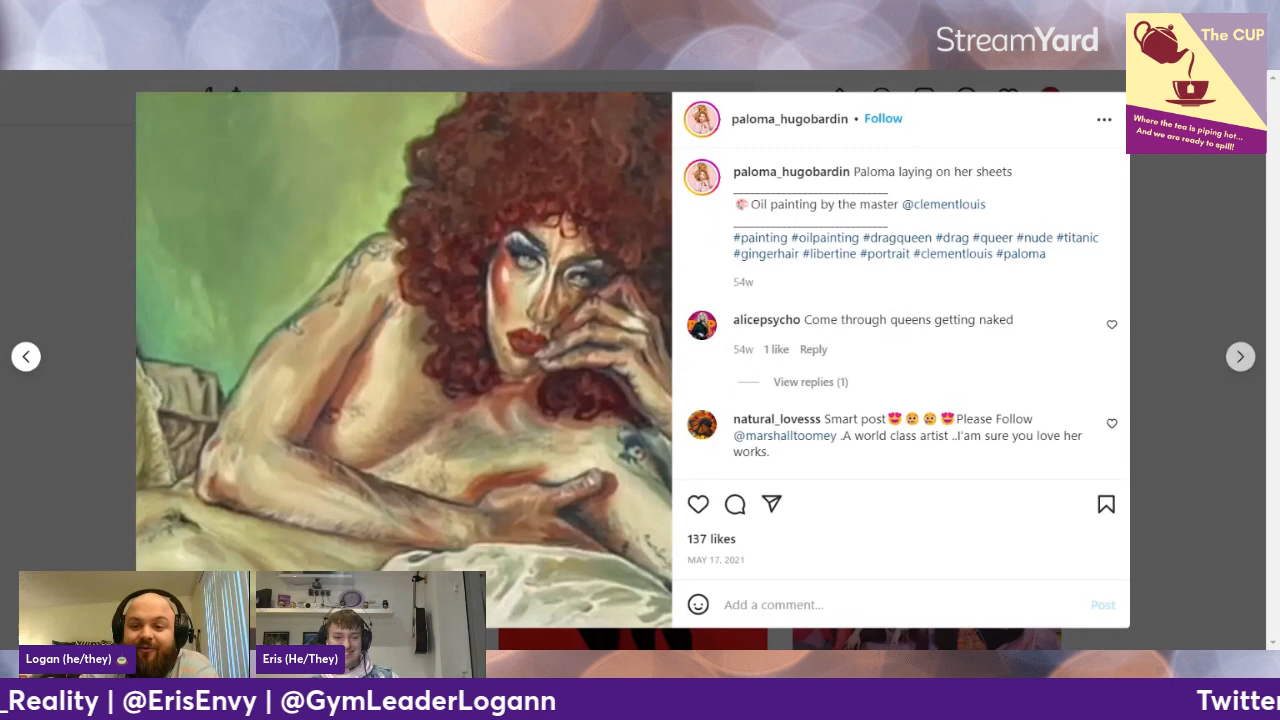 StreamYard
The CUP
Where the tea is piping hot...
And we are ready to spill!
paloma_hugobardin • Follow
paloma_hugobardin Paloma laying on her sheets
Oil painting by the master @clementlouis
#painting #oilpainting #dragqueen #drag #queer #nude #titanic
#gingerhair #libertine #portrait #clementlouis #paloma
54w
alicepsycho Come through queens getting naked
54w 1 like Reply
View replies (1)
natural_lovesss Smart post😍😢😢😍Please Follow
@marshalltoomey .A world class artist ..I'am sure you love her
works.
137 likes
MAY 17, 2021
Add a comment... Post
Logan (he/they) 🍵
Eris (He/They)
_Reality | @ErisEnvy | @GymLeaderLogann
Twitter